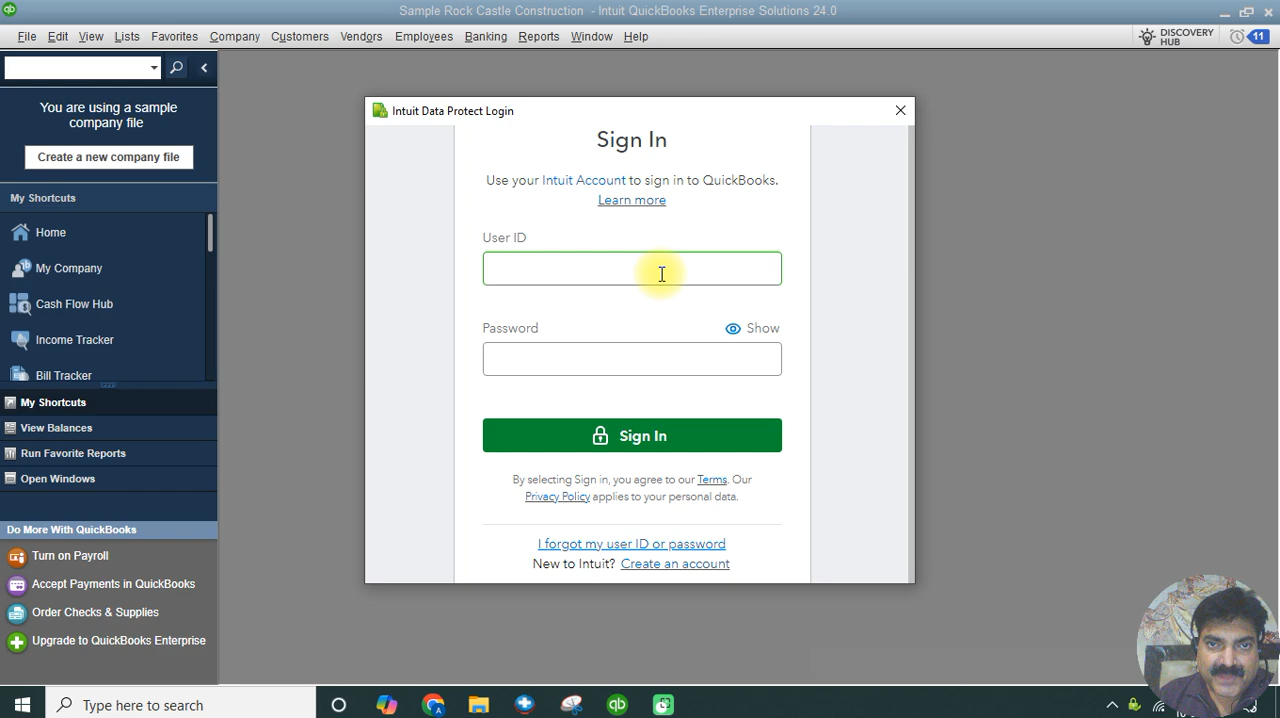 Sample Rock Castle Construction - Intuit QuickBooks Enterprise Solutions 24.0
File Edit View Lists Favorites Company Customers Vendors Employees Banking Reports Window Help
DISCOVERY HUB
11
You are using a sample
company file
Create a new company file
My Shortcuts
Home
My Company
Cash Flow Hub
Income Tracker
Bill Tracker
My Shortcuts
View Balances
Run Favorite Reports
Open Windows
Do More With QuickBooks
Turn on Payroll
Accept Payments in QuickBooks
Order Checks & Supplies
Upgrade to QuickBooks Enterprise
Intuit Data Protect Login
Sign In
Use your Intuit Account to sign in to QuickBooks.
Learn more
User ID
Password
Show
Sign In
By selecting Sign in, you agree to our Terms. Our
Privacy Policy applies to your personal data.
I forgot my user ID or password
New to Intuit? Create an account
Type here to search